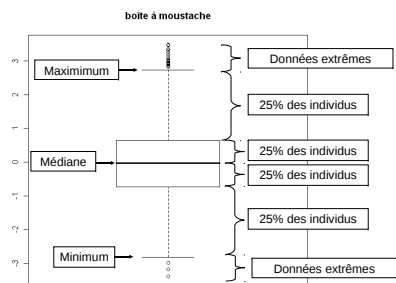 boite à moustache
Données extrêmes
3
Maximimum
2
25% des individus
1
25% des individus
Médiane
0
25% des individus
-1
25% des individus
-2
Minimum
-3
Données extrêmes